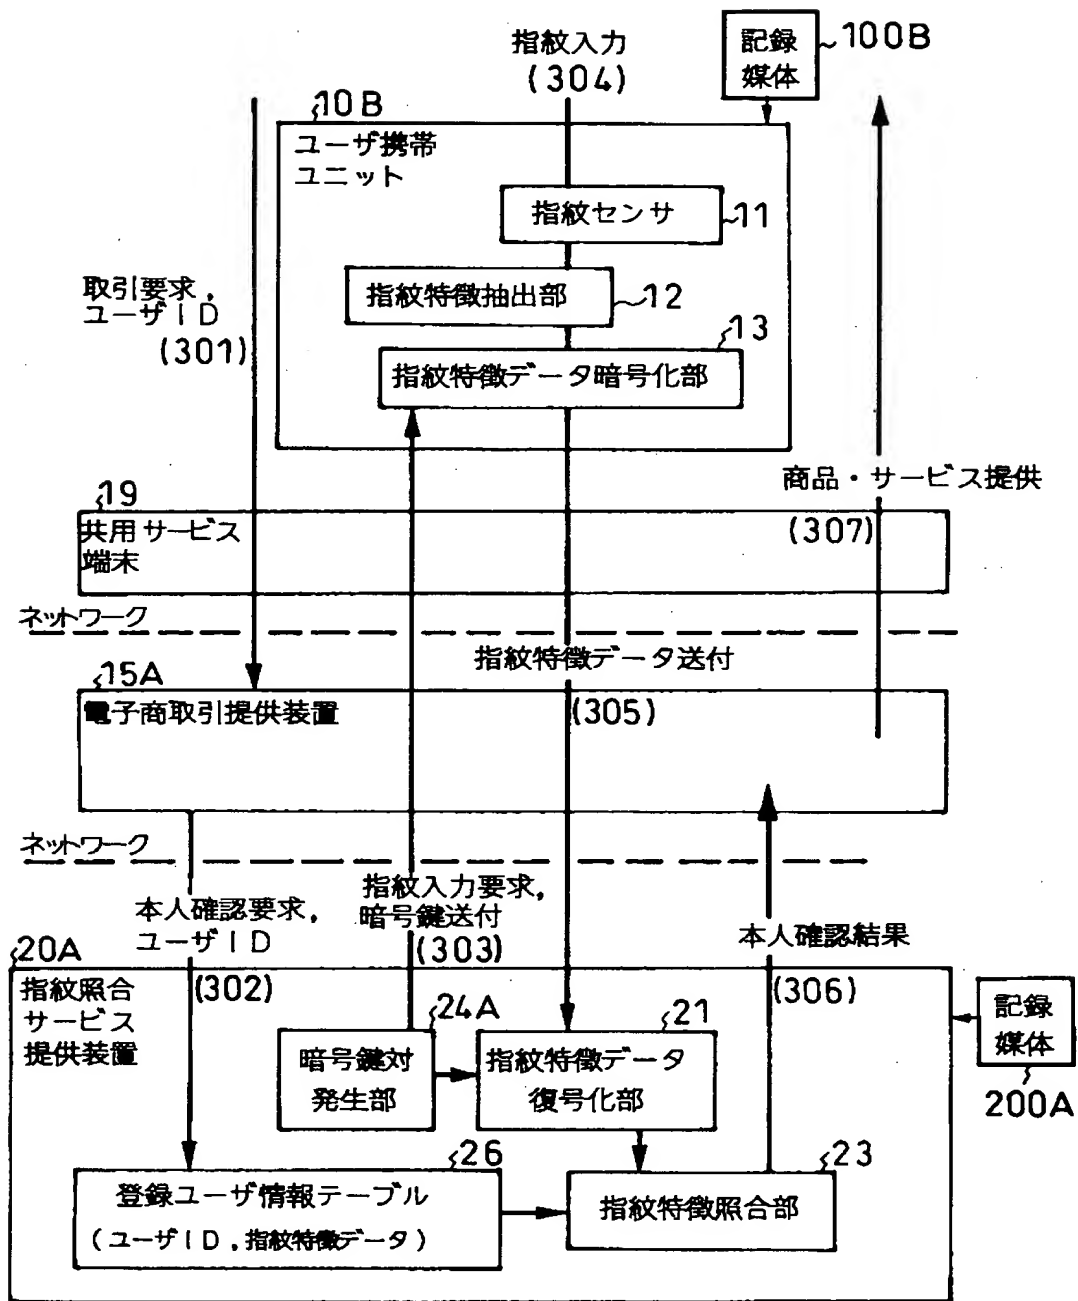 指紋入力
(304)
記録
媒体
100B
10B
ユーザ携帯
ユニット
指紋センサ
11
指紋特徴抽出部
12
13
指紋特徴データ暗号化部
取引要求,
ユーザID
(301)
商品・サービス提供
(307)
19
共用サービス
端末
ネットワーク
指紋特徴データ送付
(305)
15A
電子商取引提供装置
ネットワーク
本人確認要求,
ユーザID
(302)
指紋入力要求,
暗号鍵送付
(303)
本人確認結果
(306)
20A
指紋照合
サービス
提供装置
24A
暗号鍵対
発生部
21
指紋特徴データ
復号化部
記録
媒体
200A
26
登録ユーザ情報テーブル
(ユーザID,指紋特徴データ)
23
指紋特徴照合部